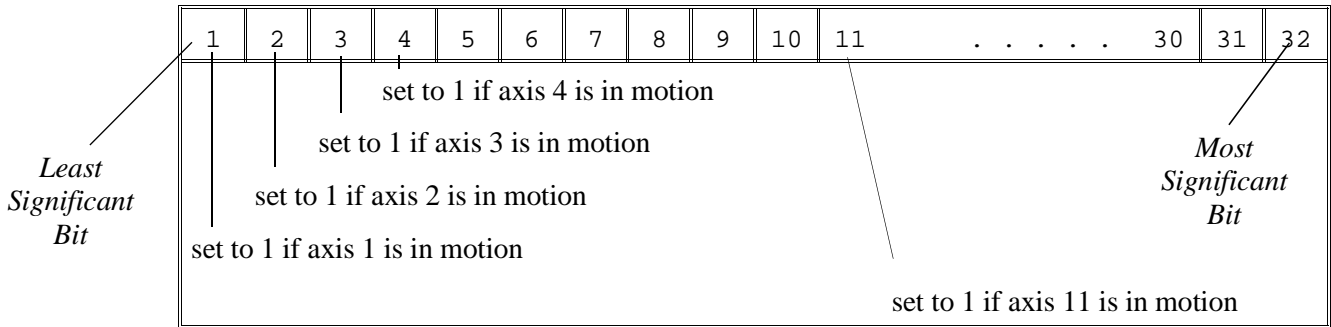 1 2 3 4 5 6 7 8 9 10 11 . . . . . 30 31 32
set to 1 if axis 4 is in motion
set to 1 if axis 3 is in motion
Least
Significant
Bit
Most
Significant
Bit
set to 1 if axis 2 is in motion
set to 1 if axis 1 is in motion
set to 1 if axis 11 is in motion